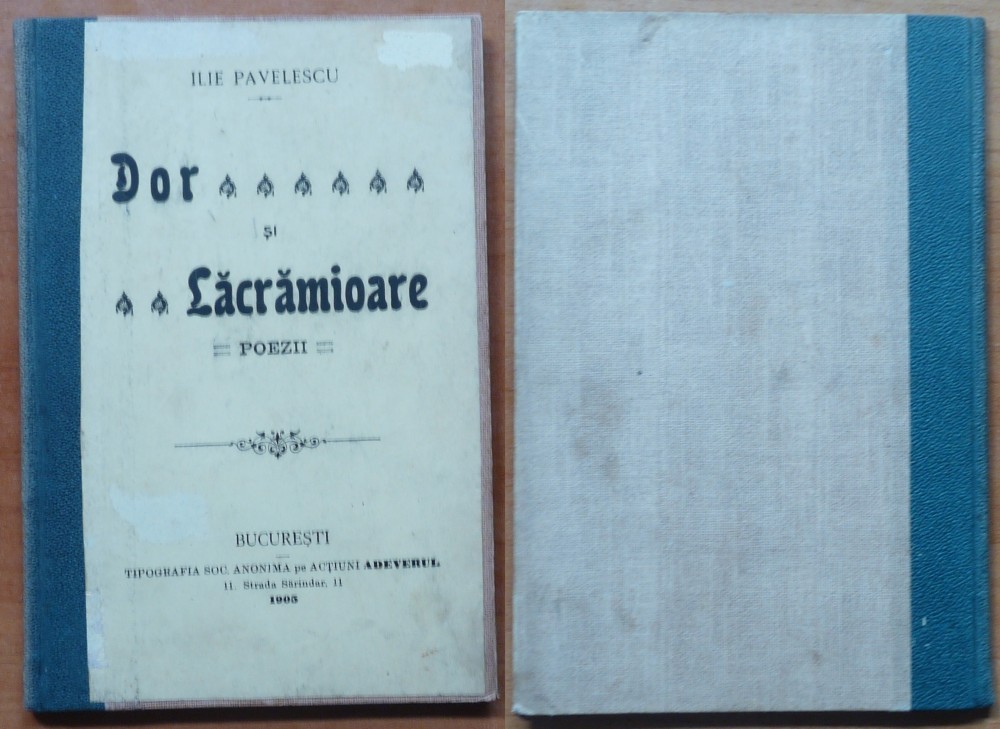 ILIE PAVELESCU
Dor
ȘI
Lăcrămioare
POEZII
BUCUREȘTI
TIPOGRAFIA SOC. ANONIMA pe ACȚIUNI ADEVERUL
11. Strada Sărindar, 11
1905